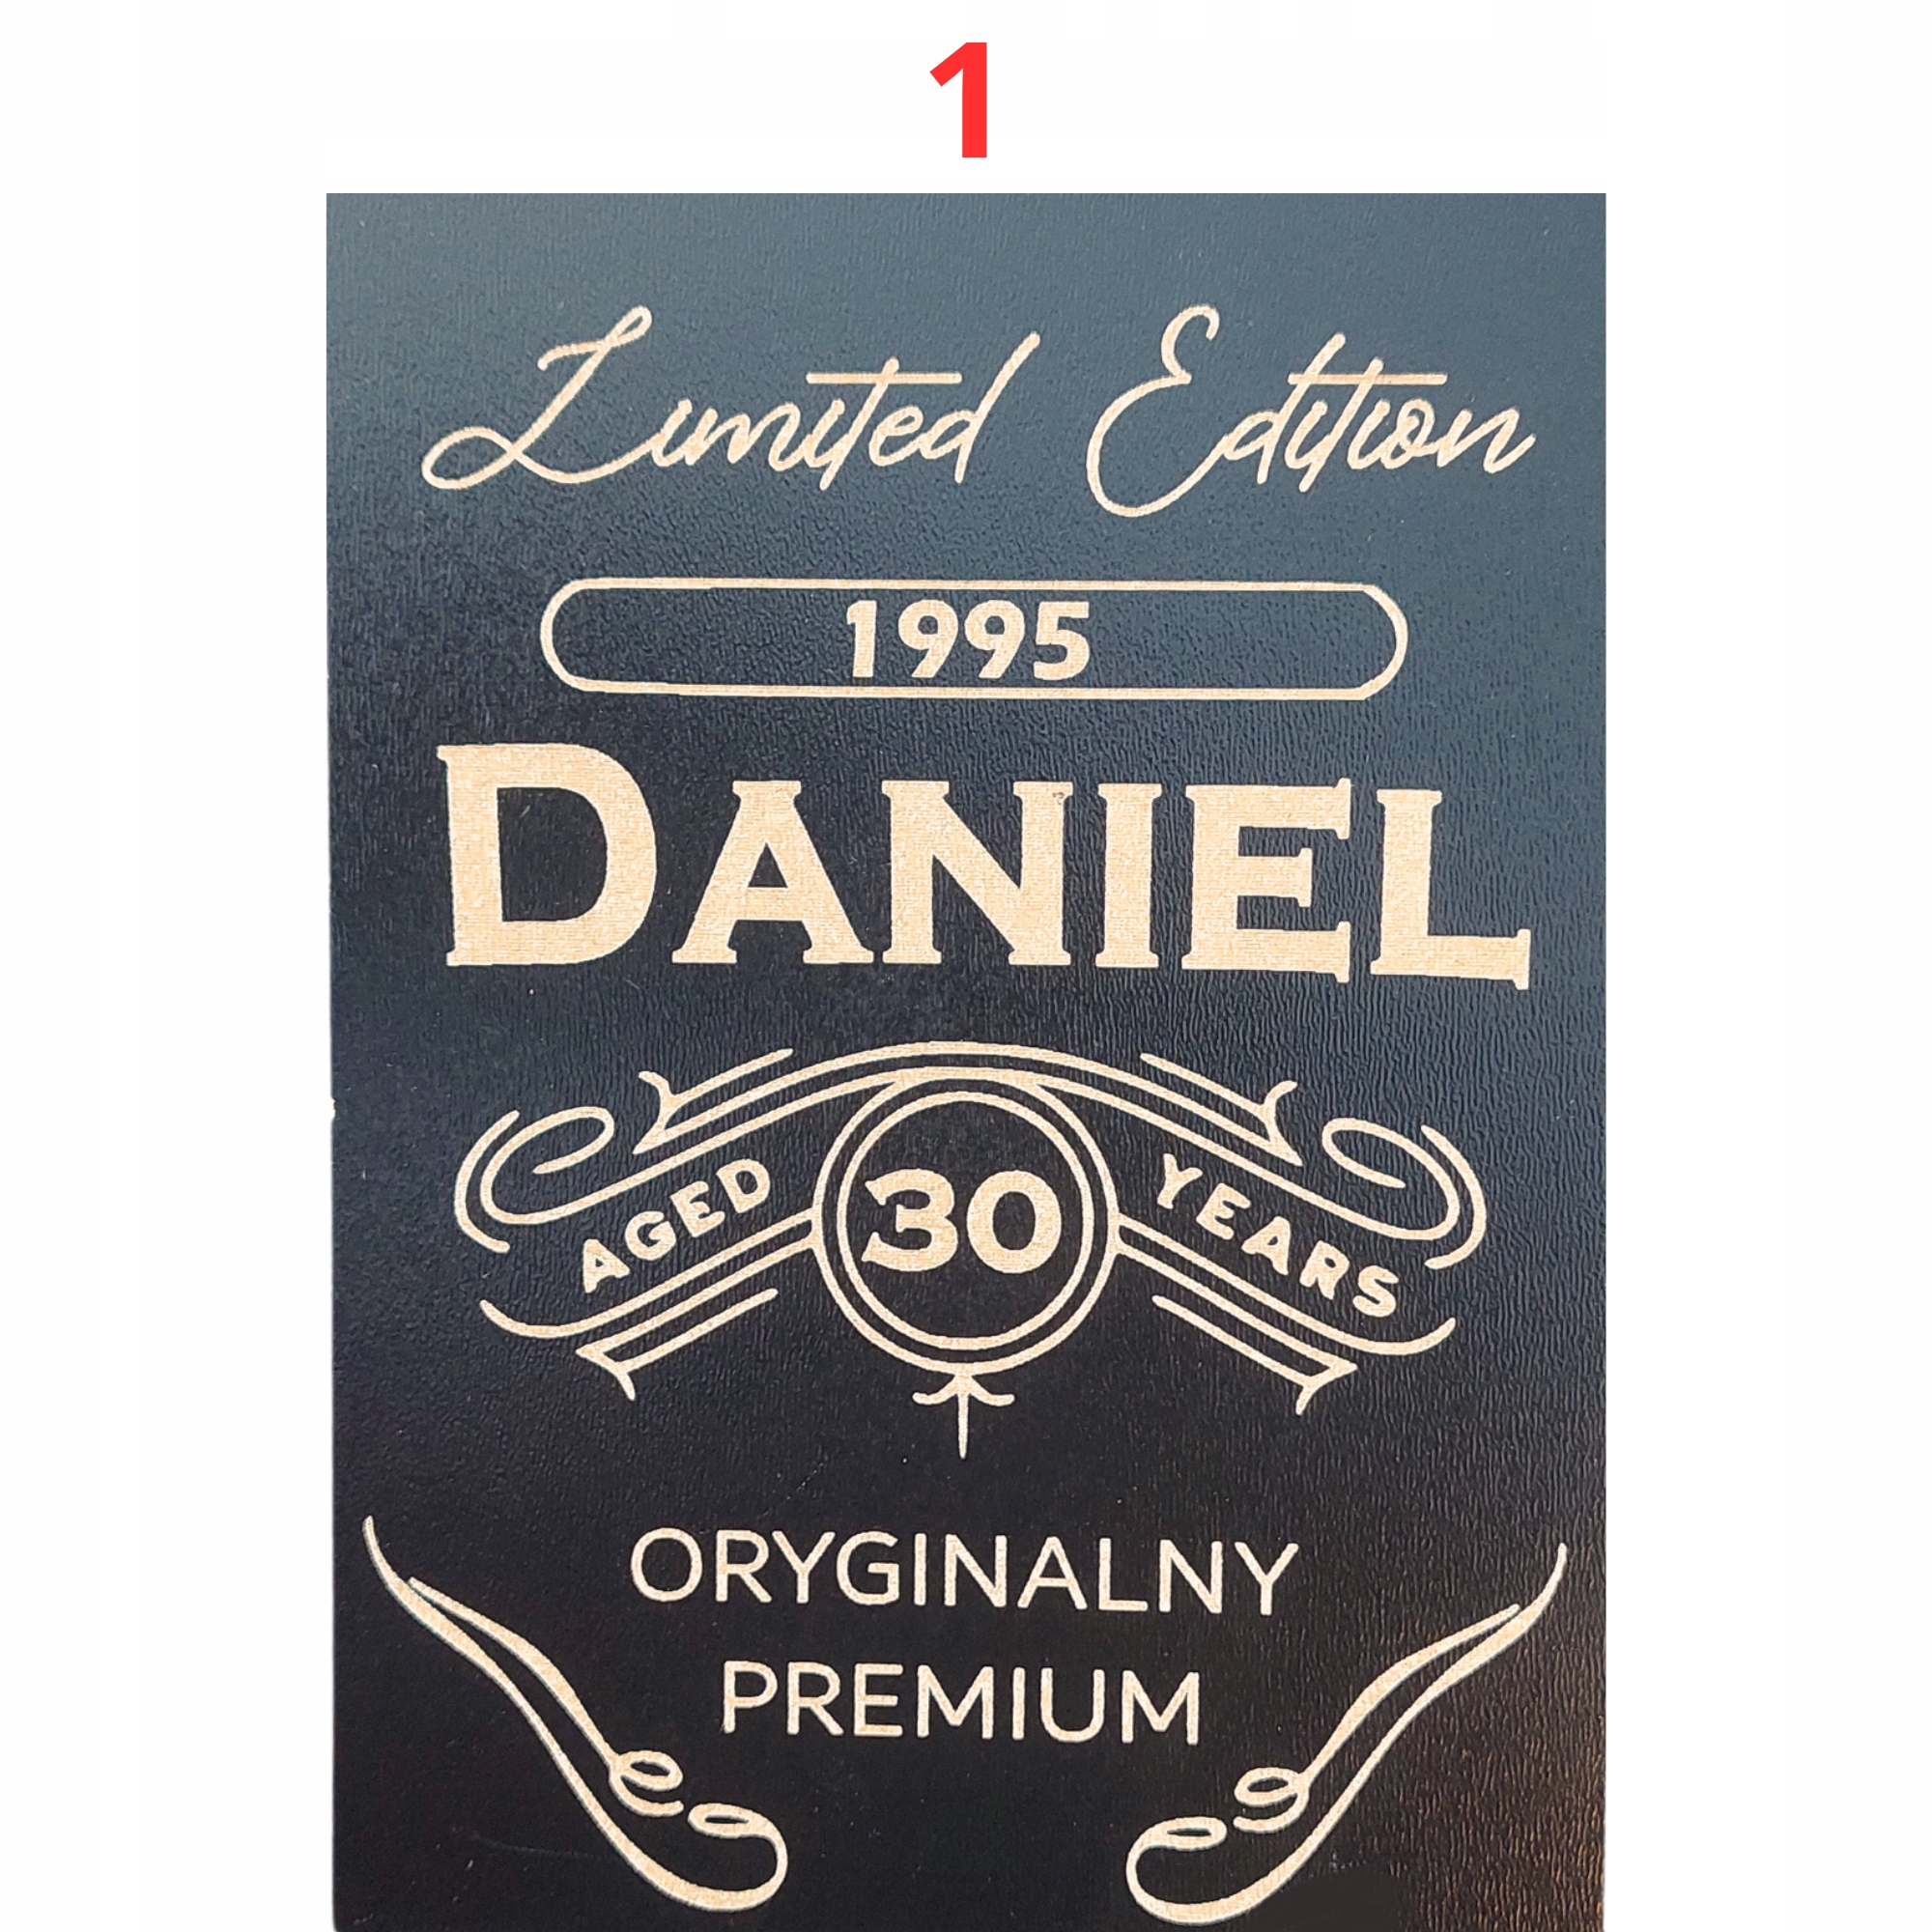 1
Limited Edition
1995
DANIEL
AGED 30 YEARS
ORYGINALNY
PREMIUM